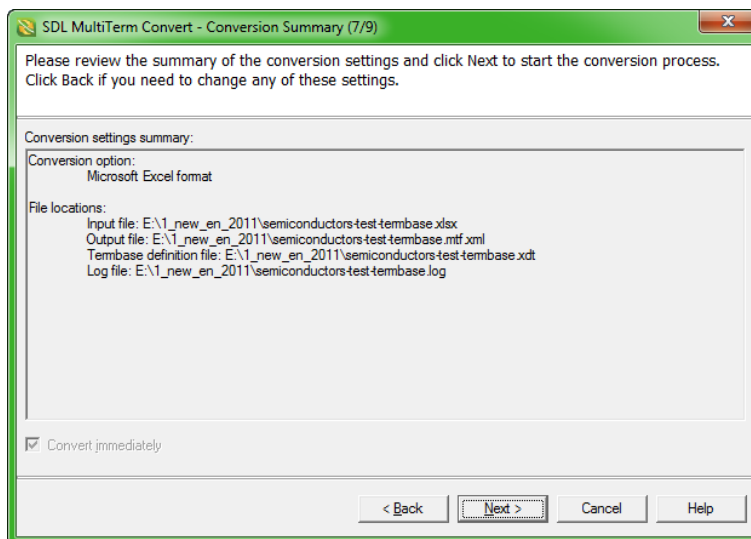 SDL MultiTerm Convert - Conversion Summary (7/9)
Please review the summary of the conversion settings and click Next to start the conversion process.
Click Back if you need to change any of these settings.
Conversion settings summary:
Conversion option:
Microsoft Excel format
File locations:
Input file: E:\1_new_en_2011\semiconductors-test-termbase.xlsx
Output file: E:\1_new_en_2011\semiconductors-test-termbase.mtf.xml
Termbase definition file: E:\1_new_en_2011\semiconductors-test-termbase.xdt
Log file: E:\1_new_en_2011\semiconductors-test-termbase.log
Convert immediately
< Back Next > Cancel Help